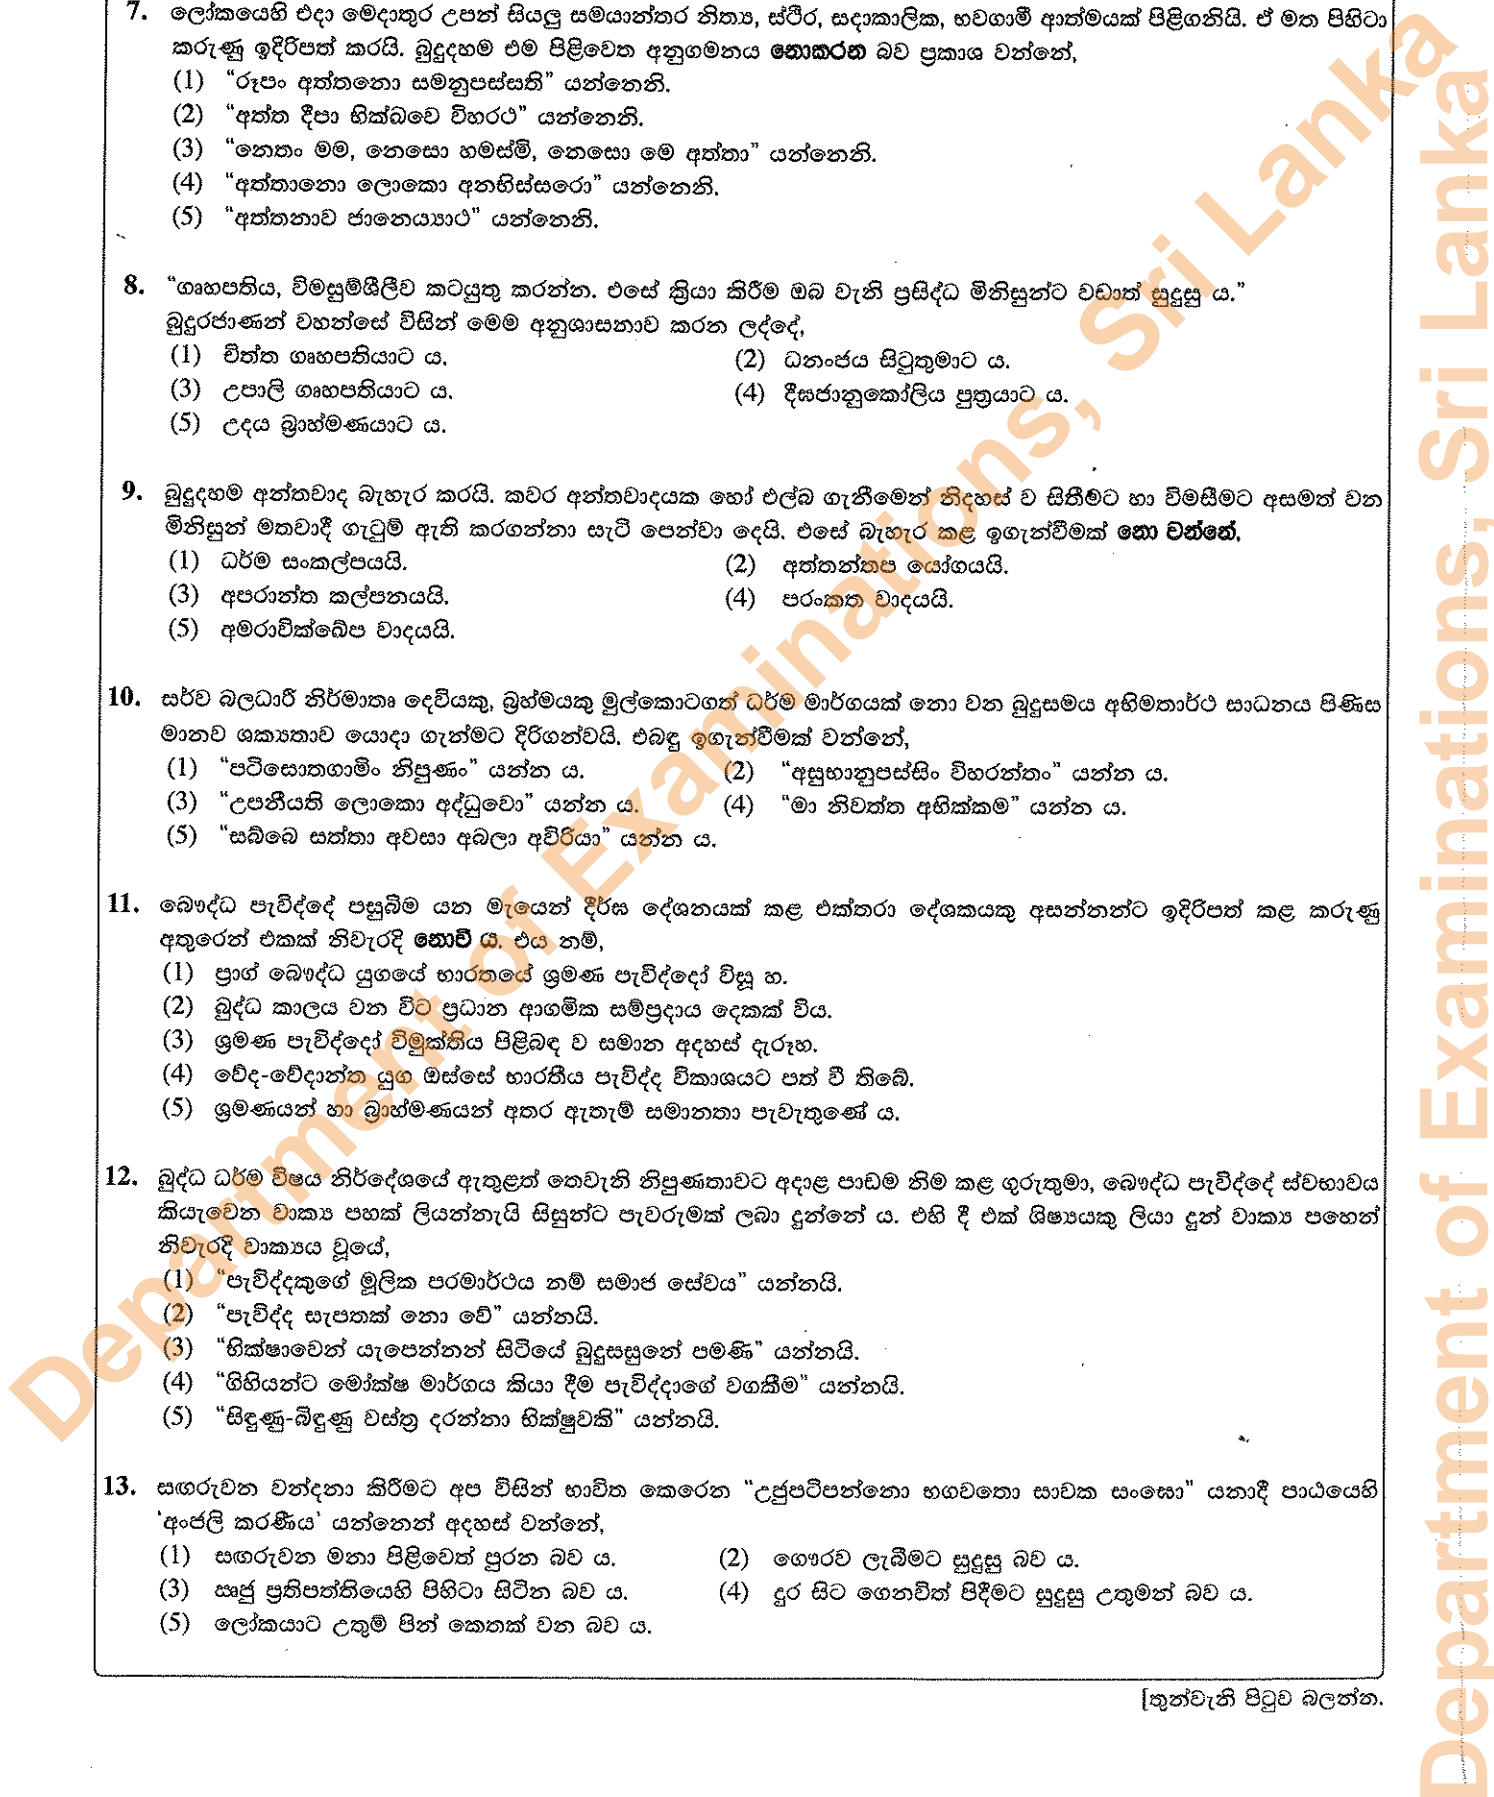 7. ලෝකයෙහි එදා මෙදාතුර උපන් සියලු සමයාන්තර නිත්‍ය, ස්ථිර, සදාකාලික, භවගාමී ආත්මයක් පිළිගනියි. ඒ මත පිහිටා
කරුණු ඉදිරිපත් කරයි. බුදුදහම එම පිළිවෙත අනුගමනය නොකරන බව ප්‍රකාශ වන්නේ,
(1) “රූපං අත්තනො සමනුපස්සති” යන්නෙනි.
(2) “අත්ත දීපා භික්ඛවෙ විහරථ” යන්නෙනි.
(3) “නෙතං මම, නෙසො හමස්මි, නෙසො මෙ අත්තා” යන්නෙනි.
(4) “අත්තානො ලොකො අනභිස්සරො” යන්නෙනි.
(5) “අත්තනාව ජානෙය්‍යාථ” යන්නෙනි.
8. “ගෘහපතිය, විමසුම්ශීලීව කටයුතු කරන්න. එසේ ක්‍රියා කිරීම ඔබ වැනි ප්‍රසිද්ධ මිනිසුන්ට වඩාත් සුදුසු ය.”
බුදුරජාණන් වහන්සේ විසින් මෙම අනුශාසනාව කරන ලද්දේ,
(1) චිත්ත ගෘහපතියාට ය. (2) ධනංජය සිටුතුමාට ය.
(3) උපාලි ගෘහපතියාට ය. (4) දීඝජානුකෝලිය පුත්‍රයාට ය.
(5) උදය බ්‍රාහ්මණයාට ය.
9. බුදුදහම අන්තවාද බැහැර කරයි. කවර අන්තවාදයක හෝ එල්බ ගැනීමෙන් නිදහස් ව සිතීමට හා විමසීමට අසමත් වන
මිනිසුන් මතවාදී ගැටුම් ඇති කරගන්නා සැටි පෙන්වා දෙයි. එසේ බැහැර කළ ඉගැන්වීමක් නො වන්නේ,
(1) ධර්ම සංකල්පයයි. (2) අත්තන්තප යෝගයයි.
(3) අපරාන්ත කල්පනයයි. (4) පරංකත වාදයයි.
(5) අමරාවික්ඛේප වාදයයි.
10. සර්ව බලධාරී නිර්මාතෘ දෙවියකු, බ්‍රහ්මයකු මුල්කොටගත් ධර්ම මාර්ගයක් නො වන බුදුසමය අභිමතාර්ථ සාධනය පිණිස
මානව ශක්‍යතාව යොදා ගැන්මට දිරිගන්වයි. එබඳු ඉගැන්වීමක් වන්නේ,
(1) “පටිසොතගාමිං නිපුණං” යන්න ය. (2) “අසුභානුපස්සිං විහරන්තං” යන්න ය.
(3) “උපනීයති ලොකො අද්ධුවො” යන්න ය. (4) “මා නිවත්ත අභික්කම” යන්න ය.
(5) “සබ්බෙ සත්තා අවසා අබලා අවිරියා” යන්න ය.
11. බෞද්ධ පැවිද්දේ පසුබිම යන මැයෙන් දීර්ඝ දේශනයක් කළ එක්තරා දේශකයකු අසන්නන්ට ඉදිරිපත් කළ කරුණු
අතුරෙන් එකක් නිවැරදි නොවී ය. එය නම්,
(1) ප්‍රාග් බෞද්ධ යුගයේ භාරතයේ ශ්‍රමණ පැවිද්දෝ විසූ හ.
(2) බුද්ධ කාලය වන විට ප්‍රධාන ආගමික සම්ප්‍රදාය දෙකක් විය.
(3) ශ්‍රමණ පැවිද්දෝ විමුක්තිය පිළිබඳ ව සමාන අදහස් දැරූහ.
(4) වේද-වේදාන්ත යුග ඔස්සේ භාරතීය පැවිද්ද විකාශයට පත් වී තිබේ.
(5) ශ්‍රමණයන් හා බ්‍රාහ්මණයන් අතර ඇතැම් සමානතා පැවැතුණේ ය.
12. බුද්ධ ධර්ම විෂය නිර්දේශයේ ඇතුළත් තෙවැනි නිපුණතාවට අදාළ පාඩම නිම කළ ගුරුතුමා, බෞද්ධ පැවිද්දේ ස්වභාවය
කියැවෙන වාක්‍ය පහක් ලියන්නැයි සිසුන්ට පැවරුමක් ලබා දුන්නේ ය. එහි දී එක් ශිෂ්‍යයකු ලියා දුන් වාක්‍ය පහෙන්
නිවැරදි වාක්‍යය වූයේ,
(1) “පැවිද්දකුගේ මූලික පරමාර්ථය නම් සමාජ සේවය” යන්නයි.
(2) “පැවිද්ද සැපතක් නො වේ” යන්නයි.
(3) “භික්ෂාවෙන් යැපෙන්නන් සිටියේ බුදුසසුනේ පමණි” යන්නයි.
(4) “ගිහියන්ට මෝක්ෂ මාර්ගය කියා දීම පැවිද්දාගේ වගකීම” යන්නයි.
(5) “සිඳුණු-බිඳුණු වස්ත්‍ර දරන්නා භික්ෂුවකි” යන්නයි.
13. සඟරුවන වන්දනා කිරීමට අප විසින් භාවිත කෙරෙන “උජුපටිපන්නො භගවතො සාවක සංඝො” යනාදී පාඨයෙහි
‘අංජලි කරණීය’ යන්නෙන් අදහස් වන්නේ,
(1) සඟරුවන මනා පිළිවෙත් පුරන බව ය. (2) ගෞරව ලැබීමට සුදුසු බව ය.
(3) ඍජු ප්‍රතිපත්තියෙහි පිහිටා සිටින බව ය. (4) දුර සිට ගෙනවිත් පිදීමට සුදුසු උතුමන් බව ය.
(5) ලෝකයාට උතුම් පින් කෙතක් වන බව ය.
[තුන්වැනි පිටුව බලන්න.
Department of Examinations, Sri Lanka
Department of Examinations, Sri Lanka